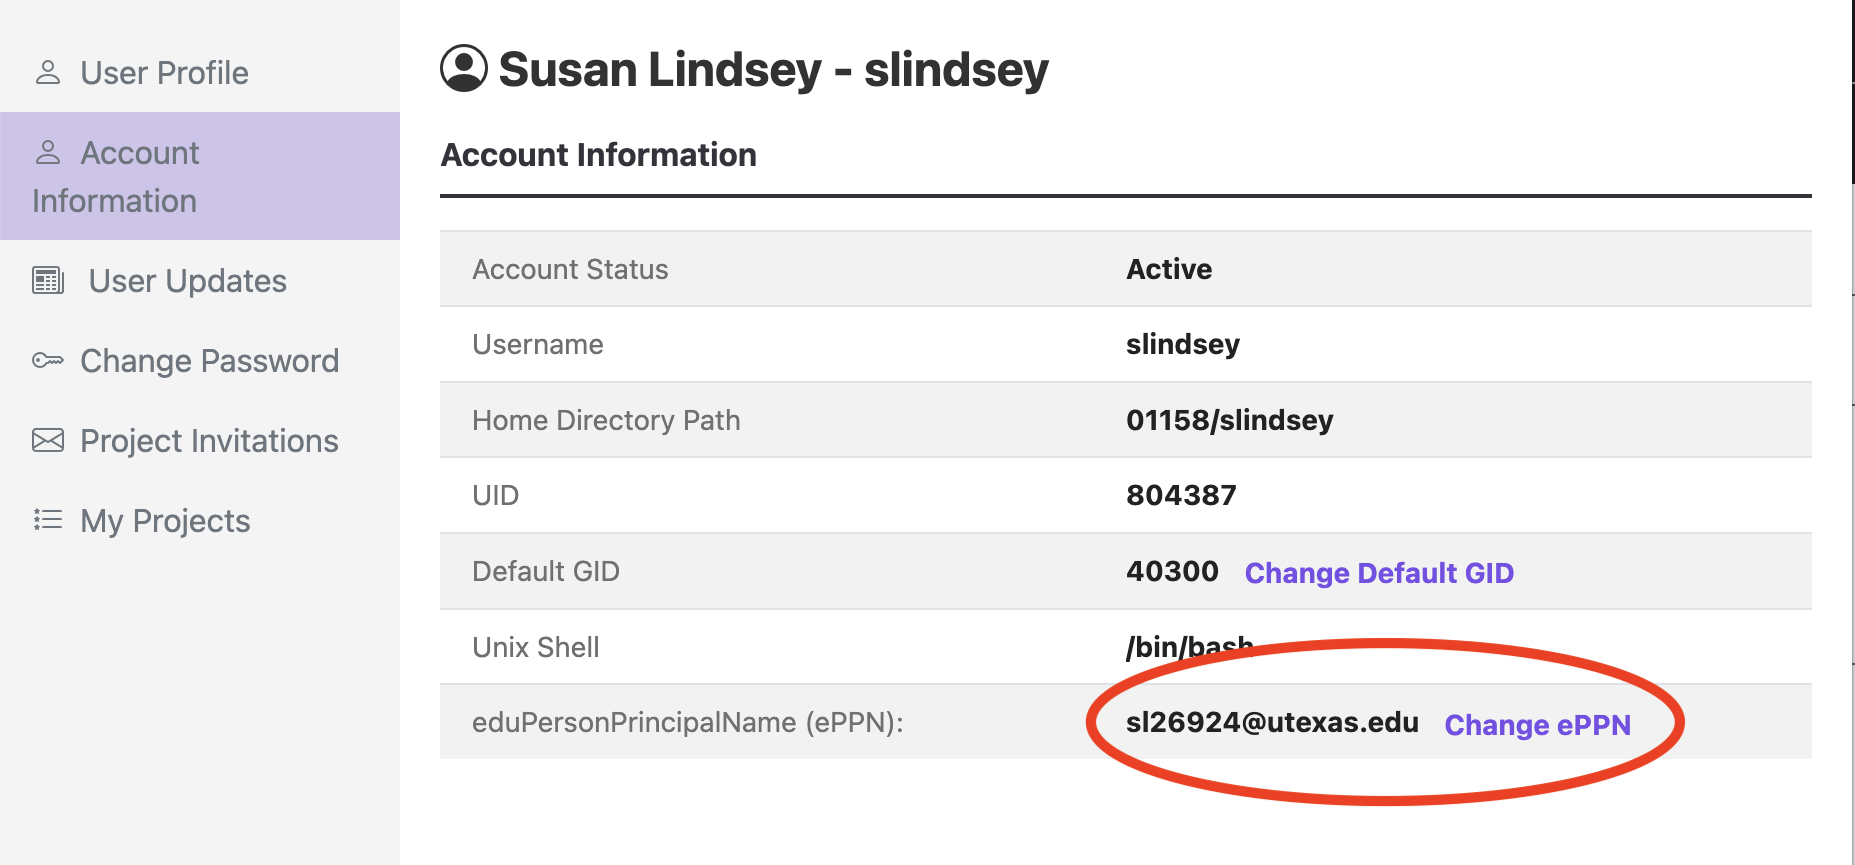 User Profile
Account
Information
User Updates
Change Password
Project Invitations
My Projects
Susan Lindsey - slindsey
Account Information
Account Status Active
Username slindsey
Home Directory Path 01158/slindsey
UID 804387
Default GID 40300 Change Default GID
Unix Shell /bin/bash
eduPersonPrincipalName (ePPN): sl26924@utexas.edu Change ePPN